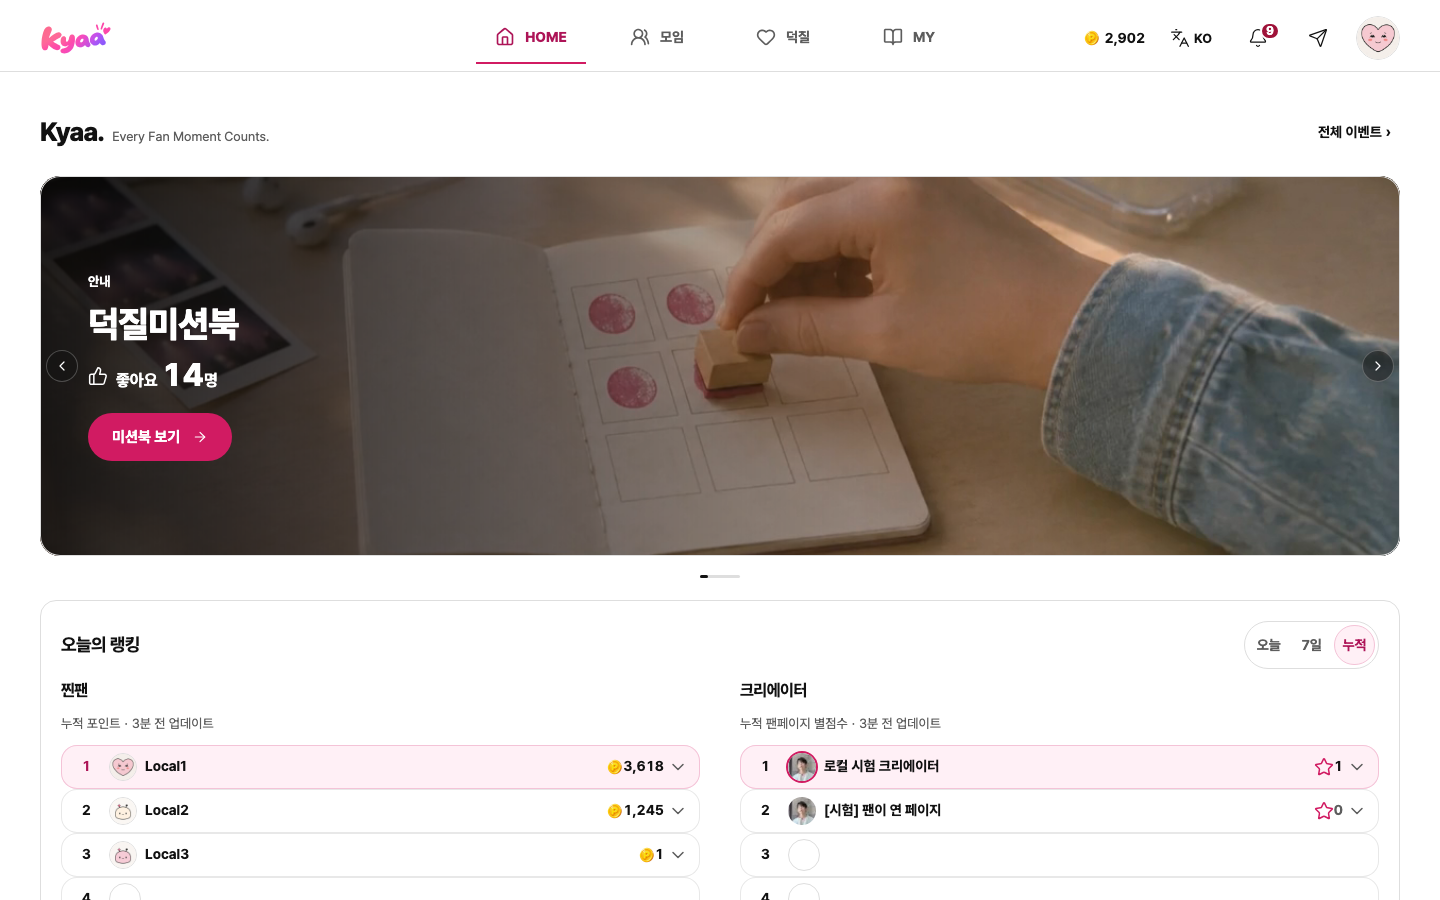 kyaa
HOME
모임
덕질
MY
2,902
KO
9
Kyaa. Every Fan Moment Counts.
전체 이벤트 ›
안내
덕질미션북
좋아요 14명
미션북 보기 →
오늘의 랭킹
오늘 7일 누적
찐팬
누적 포인트 · 3분 전 업데이트
1 Local1 3,618
2 Local2 1,245
3 Local3 1
4
크리에이터
누적 팬페이지 별점수 · 3분 전 업데이트
1 로컬 시험 크리에이터 1
2 [시험] 팬이 연 페이지 0
3
4